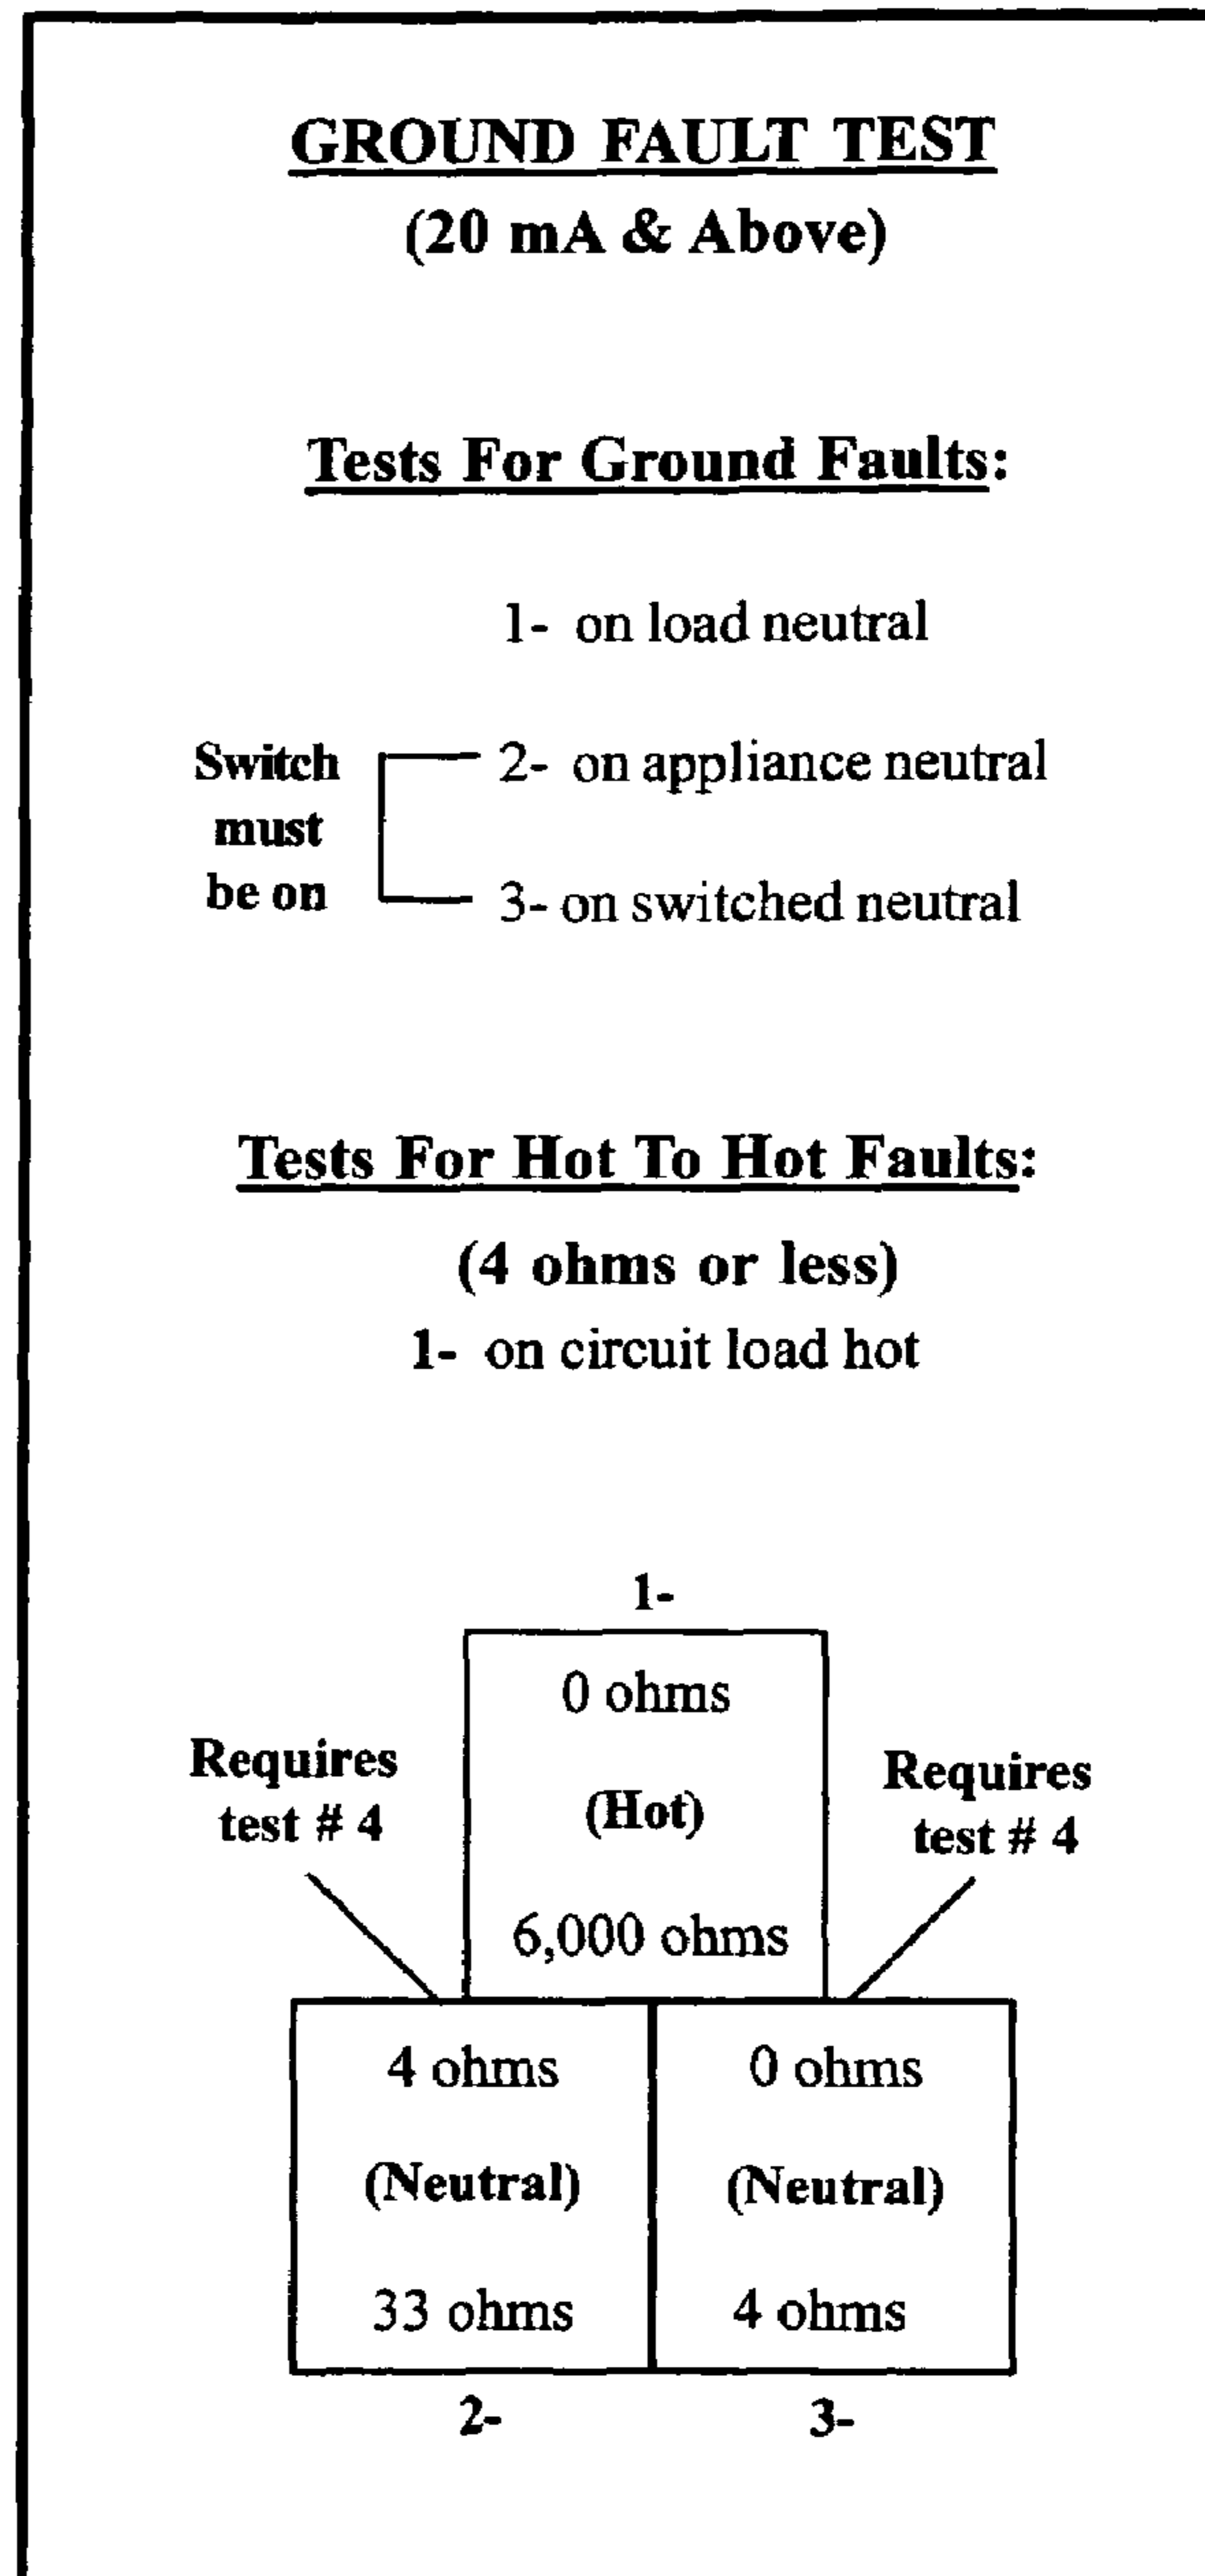 GROUND FAULT TEST
(20 mA & Above)
Tests For Ground Faults:
1- on load neutral
Switch
must
be on
2- on appliance neutral
3- on switched neutral
Tests For Hot To Hot Faults:
(4 ohms or less)
1- on circuit load hot
1-
0 ohms
(Hot)
6,000 ohms
Requires
test # 4
Requires
test # 4
4 ohms
(Neutral)
33 ohms
0 ohms
(Neutral)
4 ohms
2-
3-